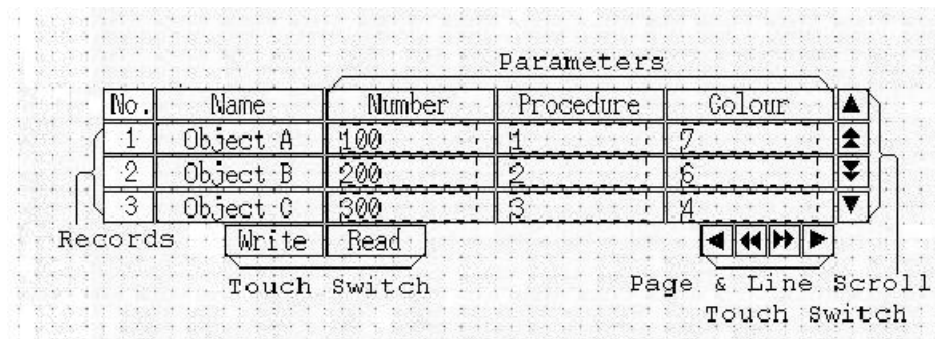 Parameters
No. Name Number Procedure Colour ▲
1 Object A 100 1 7
2 Object B 200 2 6
3 Object C 300 3 4 ▼
Records Write Read ◀ ◀◀ ▶▶ ▶
Touch Switch Page & Line Scroll
Touch Switch